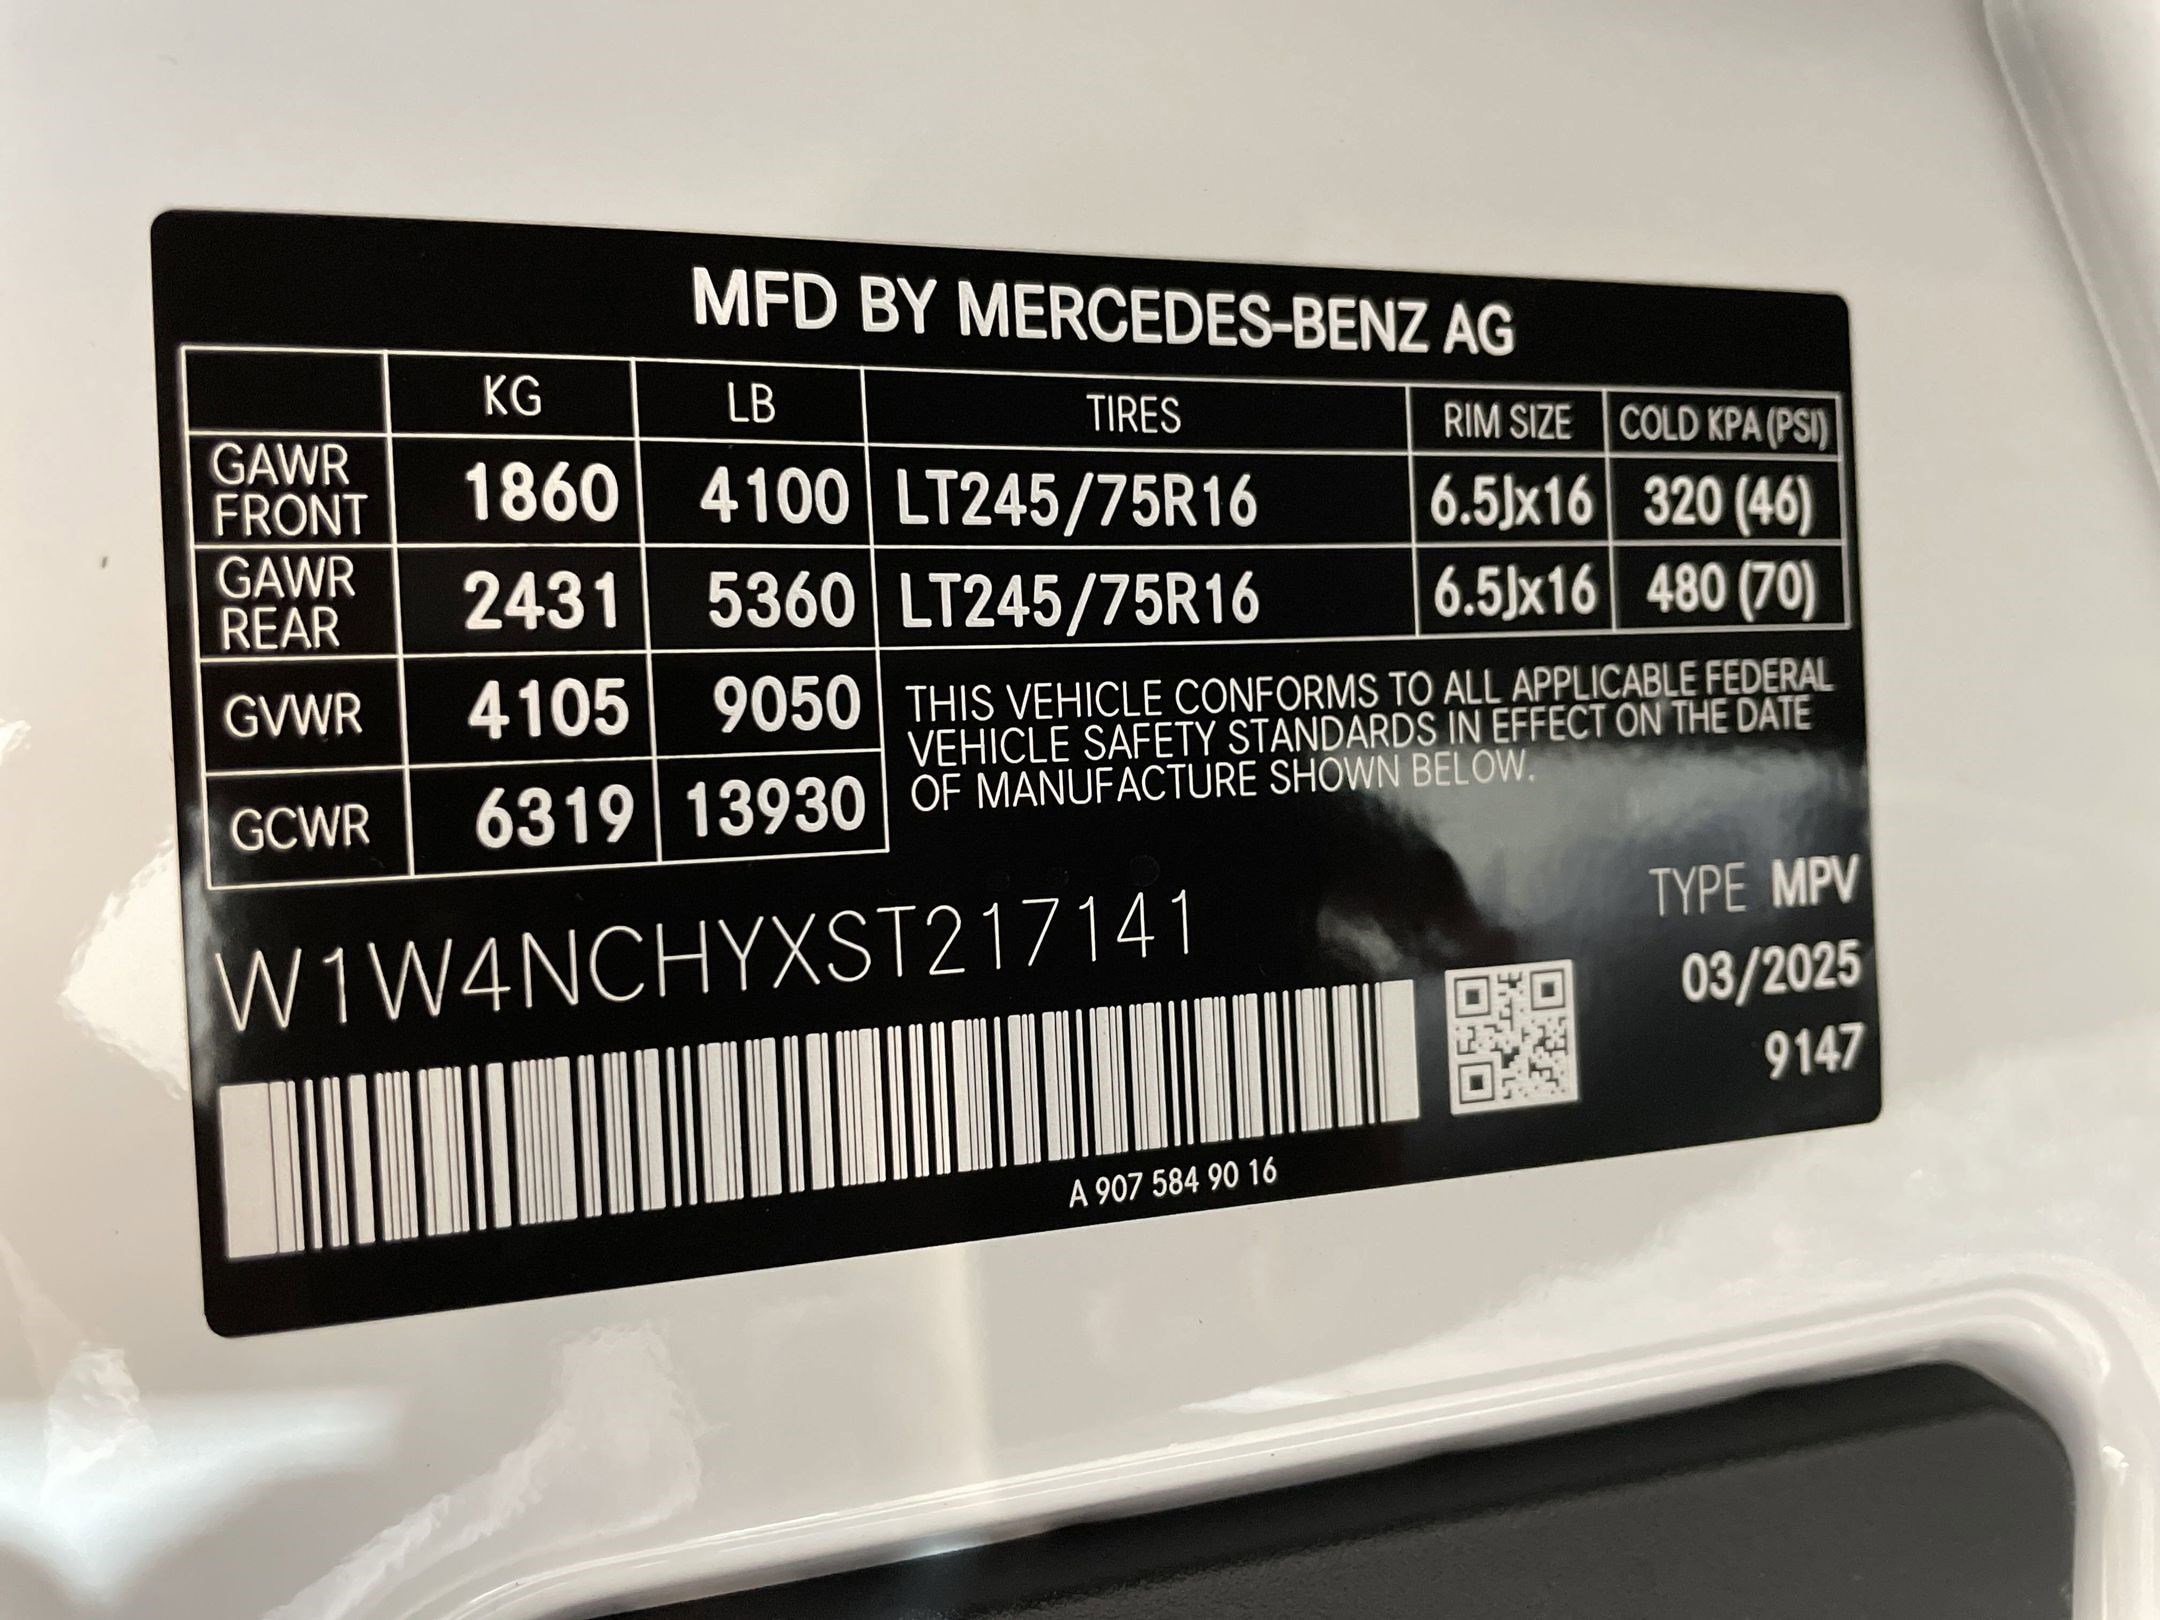 MFD BY MERCEDES-BENZ AG
KG LB TIRES RIM SIZE COLD KPA (PSI)
GAWR FRONT 1860 4100 LT245/75R16 6.5Jx16 320 (46)
GAWR REAR 2431 5360 LT245/75R16 6.5Jx16 480 (70)
GVWR 4105 9050
GCWR 6319 13930
THIS VEHICLE CONFORMS TO ALL APPLICABLE FEDERAL
VEHICLE SAFETY STANDARDS IN EFFECT ON THE DATE
OF MANUFACTURE SHOWN BELOW.
TYPE MPV
W1W4NCHYXST217141
03/2025
9147
A 907 584 90 16